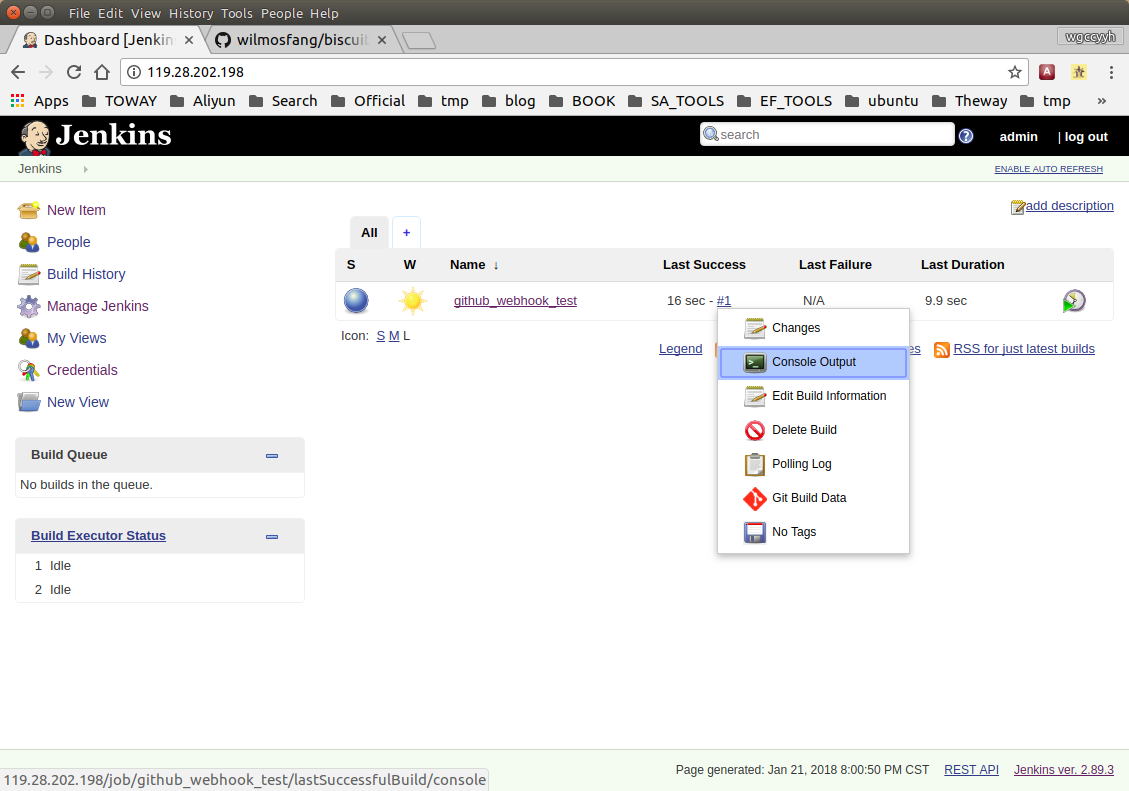 File Edit View History Tools People Help
Dashboard [Jenkin
wilmosfang/biscuit
wgccyyh
119.28.202.198
A
Apps TOWAY Aliyun Search Official tmp blog BOOK SA_TOOLS EF_TOOLS ubuntu Theway tmp »
Jenkins
search
?
admin | log out
Jenkins
ENABLE AUTO REFRESH
New Item
People
Build History
Manage Jenkins
My Views
Credentials
New View
add description
All +
S W Name ↓ Last Success Last Failure Last Duration
github_webhook_test 16 sec - #1 N/A 9.9 sec
Icon: S M L
Legend
es
RSS for just latest builds
Changes
Console Output
Edit Build Information
Delete Build
Polling Log
Git Build Data
No Tags
Build Queue
No builds in the queue.
Build Executor Status
1 Idle
2 Idle
119.28.202.198/job/github_webhook_test/lastSuccessfulBuild/console
Page generated: Jan 21, 2018 8:00:50 PM CST REST API Jenkins ver. 2.89.3